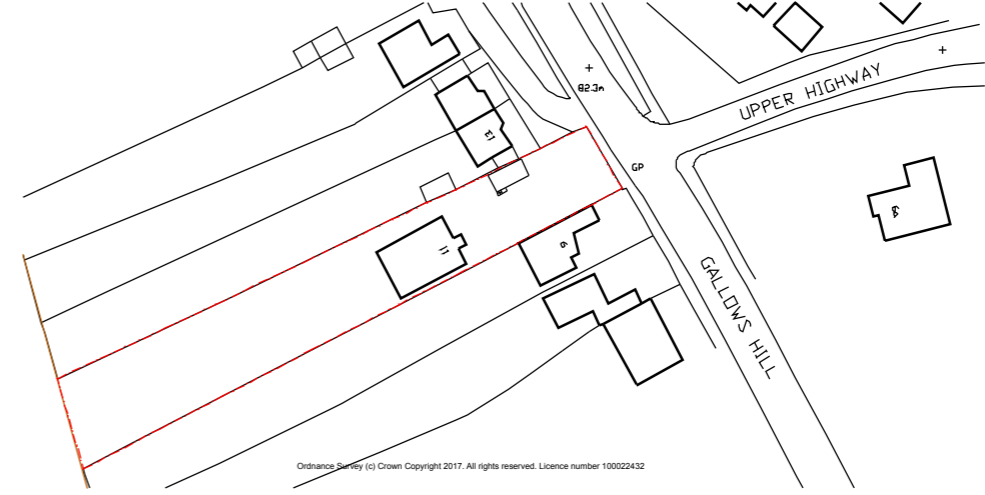 82.3m
UPPER HIGHWAY
13
GP
11
9
GALLOWS HILL
Ordnance Survey (c) Crown Copyright 2017. All rights reserved. Licence number 100022432